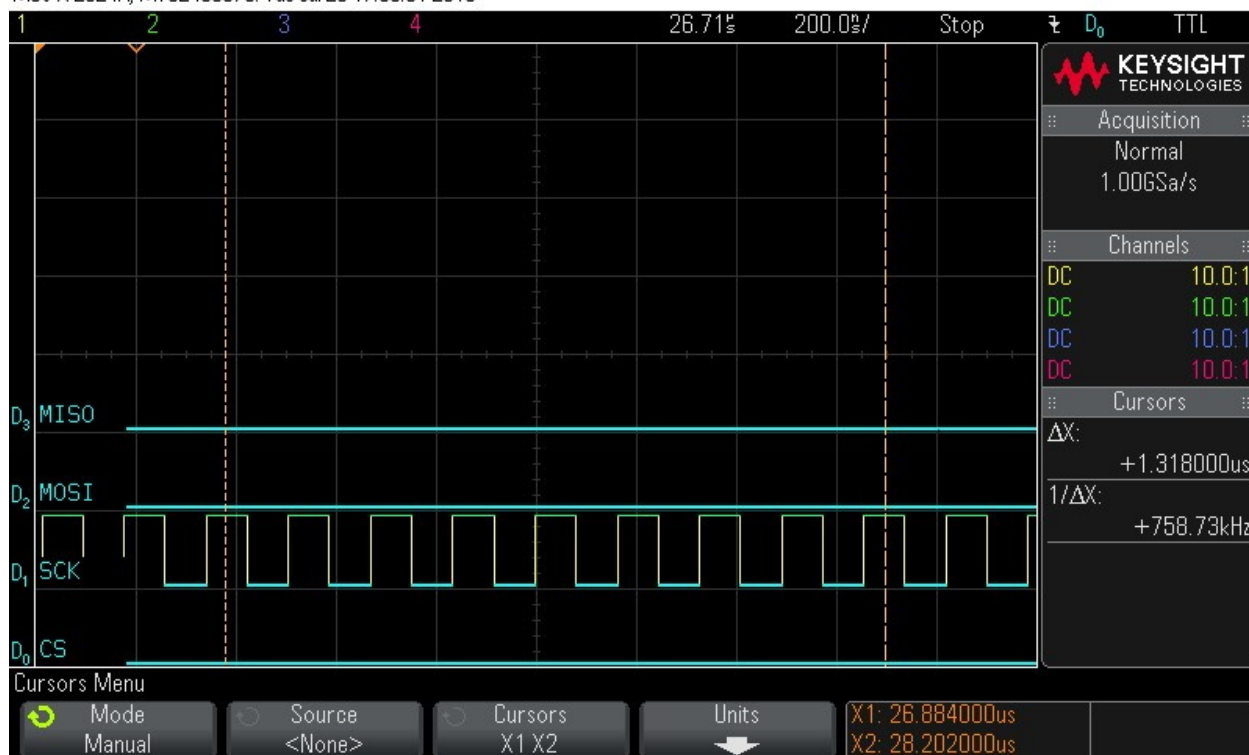 1 2 3 4 26.71µs 200.0ns/ Stop D0 TTL
KEYSIGHT
TECHNOLOGIES
Acquisition
Normal
1.00GSa/s
Channels
DC 10.0:1
DC 10.0:1
DC 10.0:1
DC 10.0:1
Cursors
ΔX:
+1.318000us
1/ΔX:
+758.73kHz
D3 MISO
D2 MOSI
D1 SCK
D0 CS
Cursors Menu
Mode
Manual
Source
<None>
Cursors
X1 X2
Units
X1: 26.884000us
X2: 28.202000us